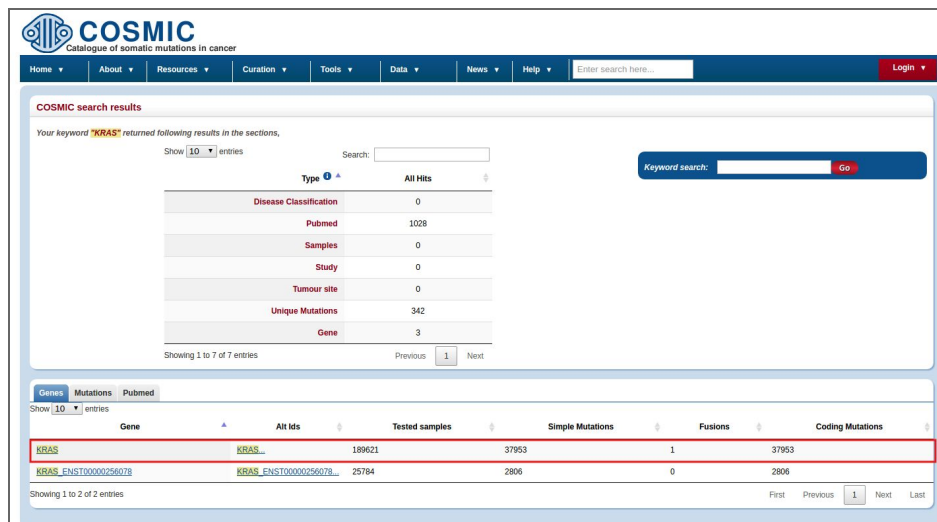 COSMIC
Catalogue of somatic mutations in cancer
Home ▼ About ▼ Resources ▼ Curation ▼ Tools ▼ Data ▼ News ▼ Help ▼ Enter search here... Login ▼
COSMIC search results
Your keyword "KRAS" returned following results in the sections,
Show 10 ▼ entries Search:
Keyword search: Go
Type All Hits
Disease Classification 0
Pubmed 1028
Samples 0
Study 0
Tumour site 0
Unique Mutations 342
Gene 3
Showing 1 to 7 of 7 entries Previous 1 Next
Genes Mutations Pubmed
Show 10 ▼ entries
Gene Alt Ids Tested samples Simple Mutations Fusions Coding Mutations
KRAS KRAS... 189621 37953 1 37953
KRAS_ENST00000256078 KRAS_ENST00000256078... 25784 2806 0 2806
Showing 1 to 2 of 2 entries First Previous 1 Next Last